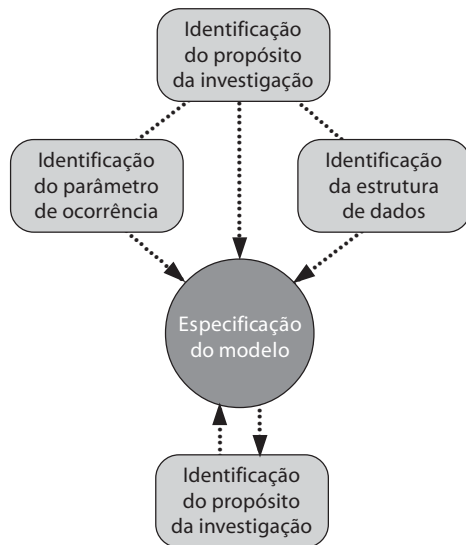 Identificação
do propósito
da investigação
Identificação
do parâmetro
de ocorrência
Identificação
da estrutura
de dados
Especificação
do modelo
Identificação
do propósito
da investigação